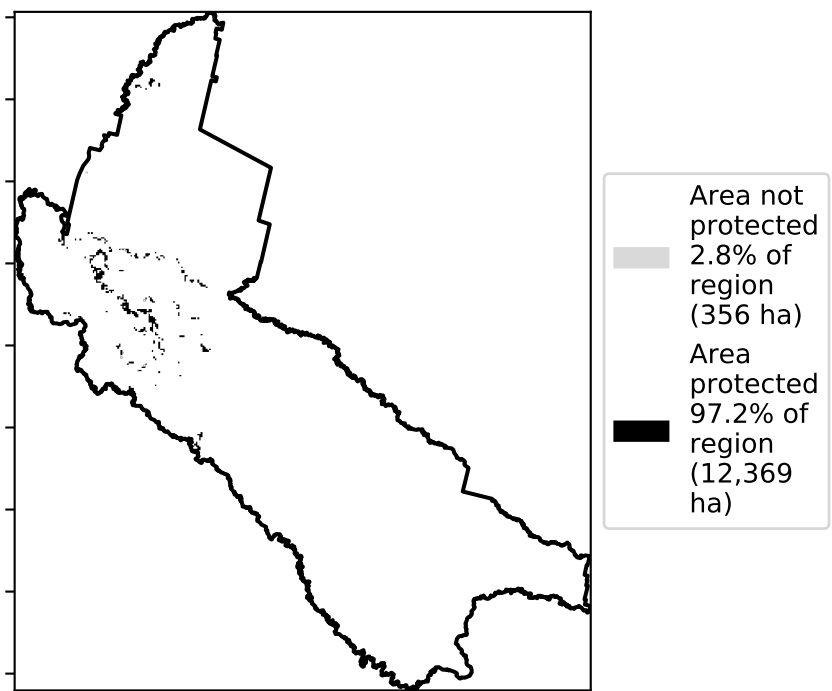 Area not
protected
2.8% of
region
(356 ha)
Area
protected
97.2% of
region
(12,369
ha)